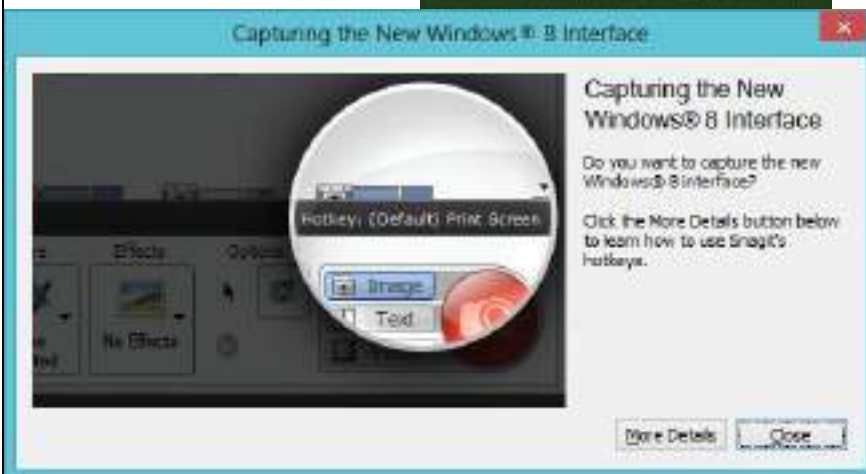 Capturing the New Windows® 8 Interface
Capturing the New
Windows® 8 Interface
Do you want to capture the new
Windows® 8 interface?
Click the More Details button below
to learn how to use Snagit's
hotkeys.
Hotkey: (Default) Print Screen
Effects
Image
Text
No Effects
More Details
Close